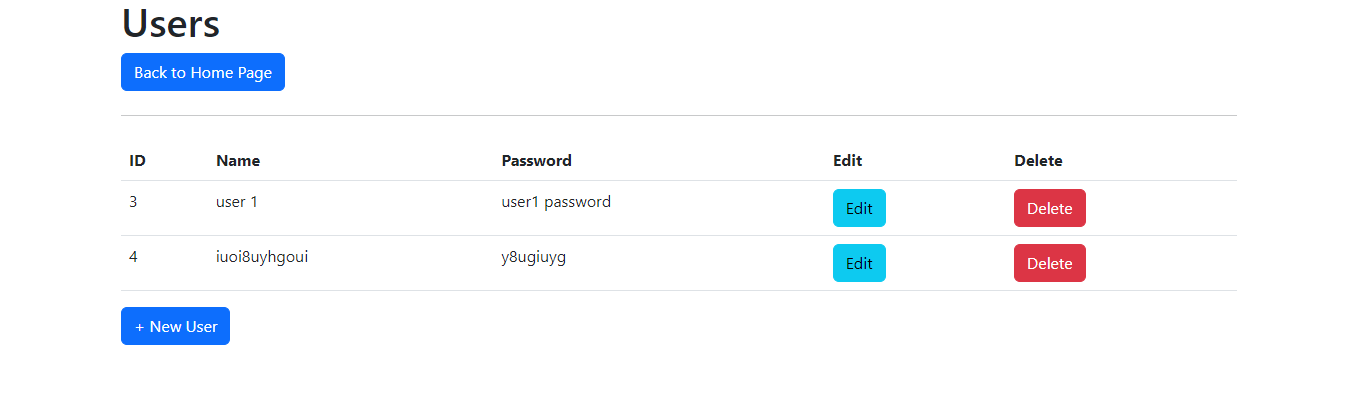 Users
Back to Home Page
ID Name Password Edit Delete
3 user 1 user1 password Edit Delete
4 iuoi8uyhgoui y8ugiuyg Edit Delete
+ New User